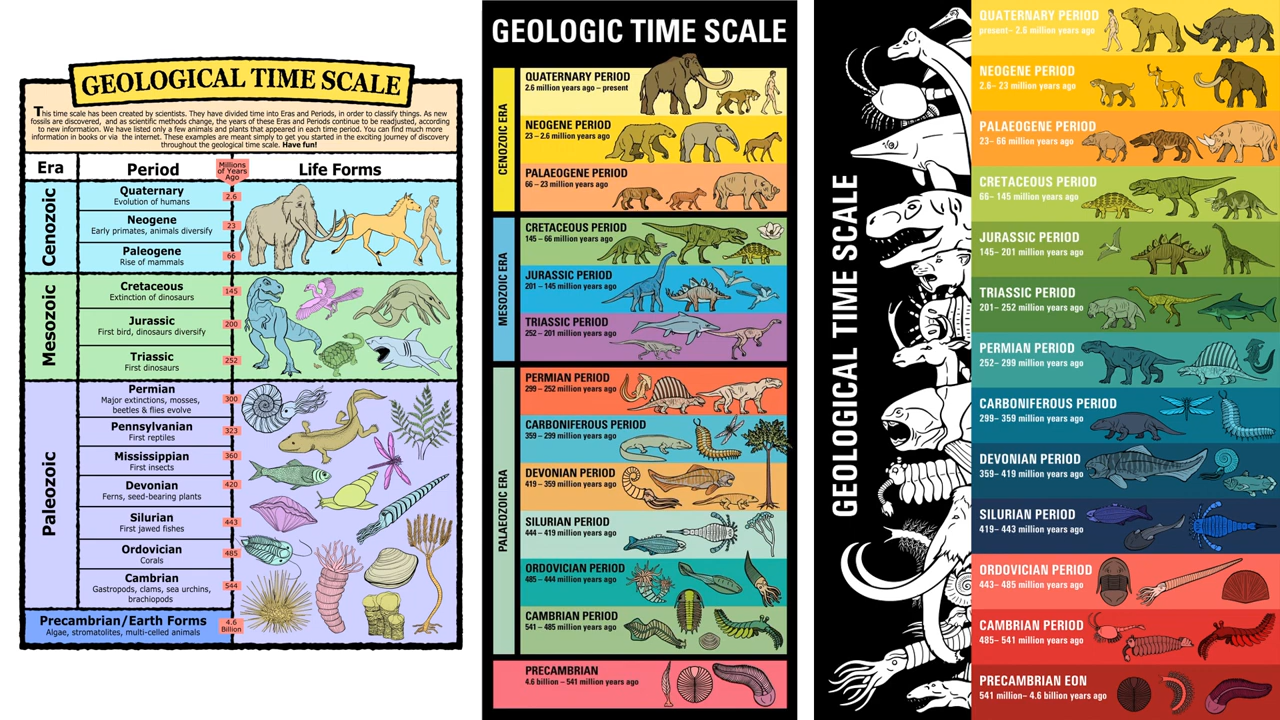 GEOLOGICAL TIME SCALE
This time scale has been created by scientists. They have divided time into Eras and Periods, in order to classify things. As new
fossils are discovered, and as scientific methods change, the years of these Eras and Periods continue to be readjusted, according
to new information. We have listed only a few animals and plants that appeared in each time period. You can find much more
information in books or via the internet. These examples are meant simply to get you started in the exciting journey of discovery
throughout the geological time scale. Have fun!
Era
Period
Millions
of Years
Ago
Life Forms
Cenozoic
Quaternary
Evolution of humans
2.6
Neogene
Early primates, animals diversify
23
Paleogene
Rise of mammals
66
Mesozoic
Cretaceous
Extinction of dinosaurs
145
Jurassic
First bird, dinosaurs diversify
200
Triassic
First dinosaurs
252
Paleozoic
Permian
Major extinctions, mosses,
beetles & flies evolve
300
Pennsylvanian
First reptiles
323
Mississippian
First insects
360
Devonian
Ferns, seed-bearing plants
420
Silurian
First jawed fishes
443
Ordovician
Corals
485
Cambrian
Gastropods, clams, sea urchins,
brachiopods
544
Precambrian/Earth Forms
Algae, stromatolites, multi-celled animals
4.6
Billion
GEOLOGIC TIME SCALE
CENOZOIC ERA
QUATERNARY PERIOD
2.6 million years ago – present
NEOGENE PERIOD
23 – 2.6 million years ago
PALAEOGENE PERIOD
66 – 23 million years ago
MESOZOIC ERA
CRETACEOUS PERIOD
145 – 66 million years ago
JURASSIC PERIOD
201 – 145 million years ago
TRIASSIC PERIOD
252 – 201 million years ago
PALAEOZOIC ERA
PERMIAN PERIOD
299 – 252 million years ago
CARBONIFEROUS PERIOD
359 – 299 million years ago
DEVONIAN PERIOD
419 – 359 million years ago
SILURIAN PERIOD
444 – 419 million years ago
ORDOVICIAN PERIOD
485 – 444 million years ago
CAMBRIAN PERIOD
541 – 485 million years ago
PRECAMBRIAN
4.6 billion – 541 million years ago
GEOLOGICAL TIME SCALE
QUATERNARY PERIOD
present– 2.6 million years ago
NEOGENE PERIOD
2.6– 23 million years ago
PALAEOGENE PERIOD
23– 66 million years ago
CRETACEOUS PERIOD
66– 145 million years ago
JURASSIC PERIOD
145– 201 million years ago
TRIASSIC PERIOD
201– 252 million years ago
PERMIAN PERIOD
252– 299 million years ago
CARBONIFEROUS PERIOD
299– 359 million years ago
DEVONIAN PERIOD
359– 419 million years ago
SILURIAN PERIOD
419– 443 million years ago
ORDOVICIAN PERIOD
443– 485 million years ago
CAMBRIAN PERIOD
485– 541 million years ago
PRECAMBRIAN EON
541 million– 4.6 billion years ago